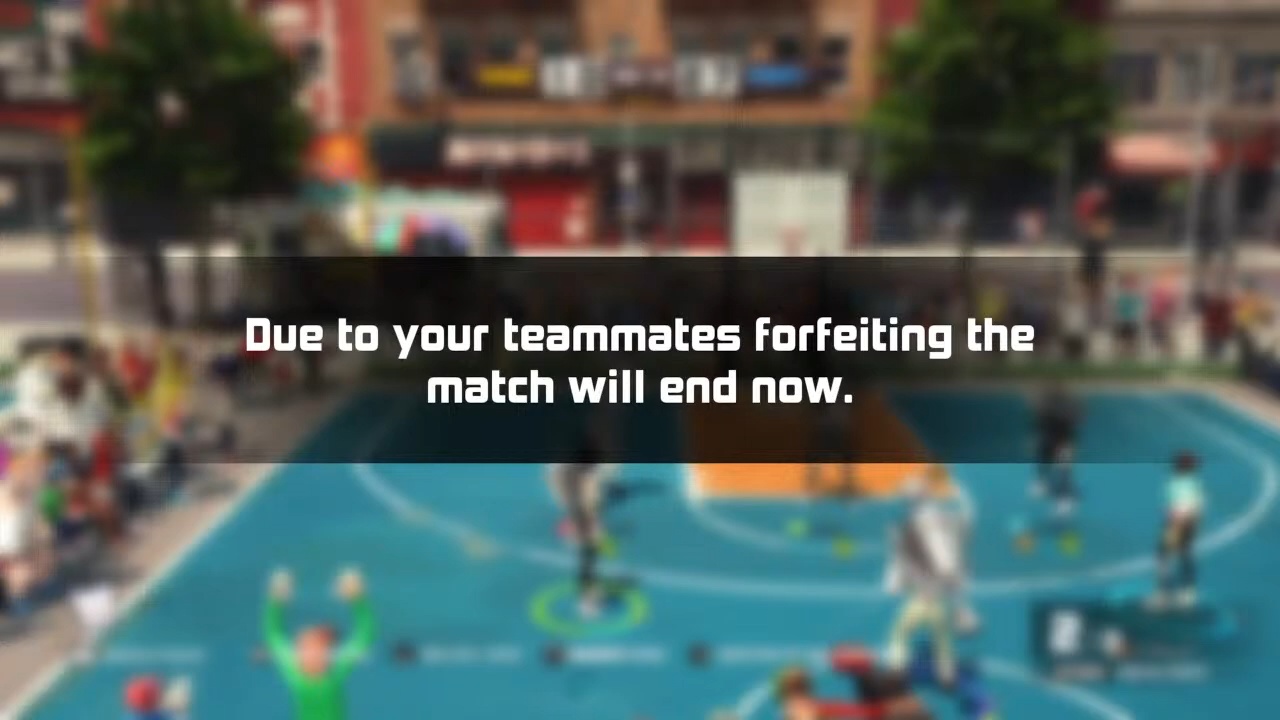 Due to your teammates forfeiting the
match will end now.